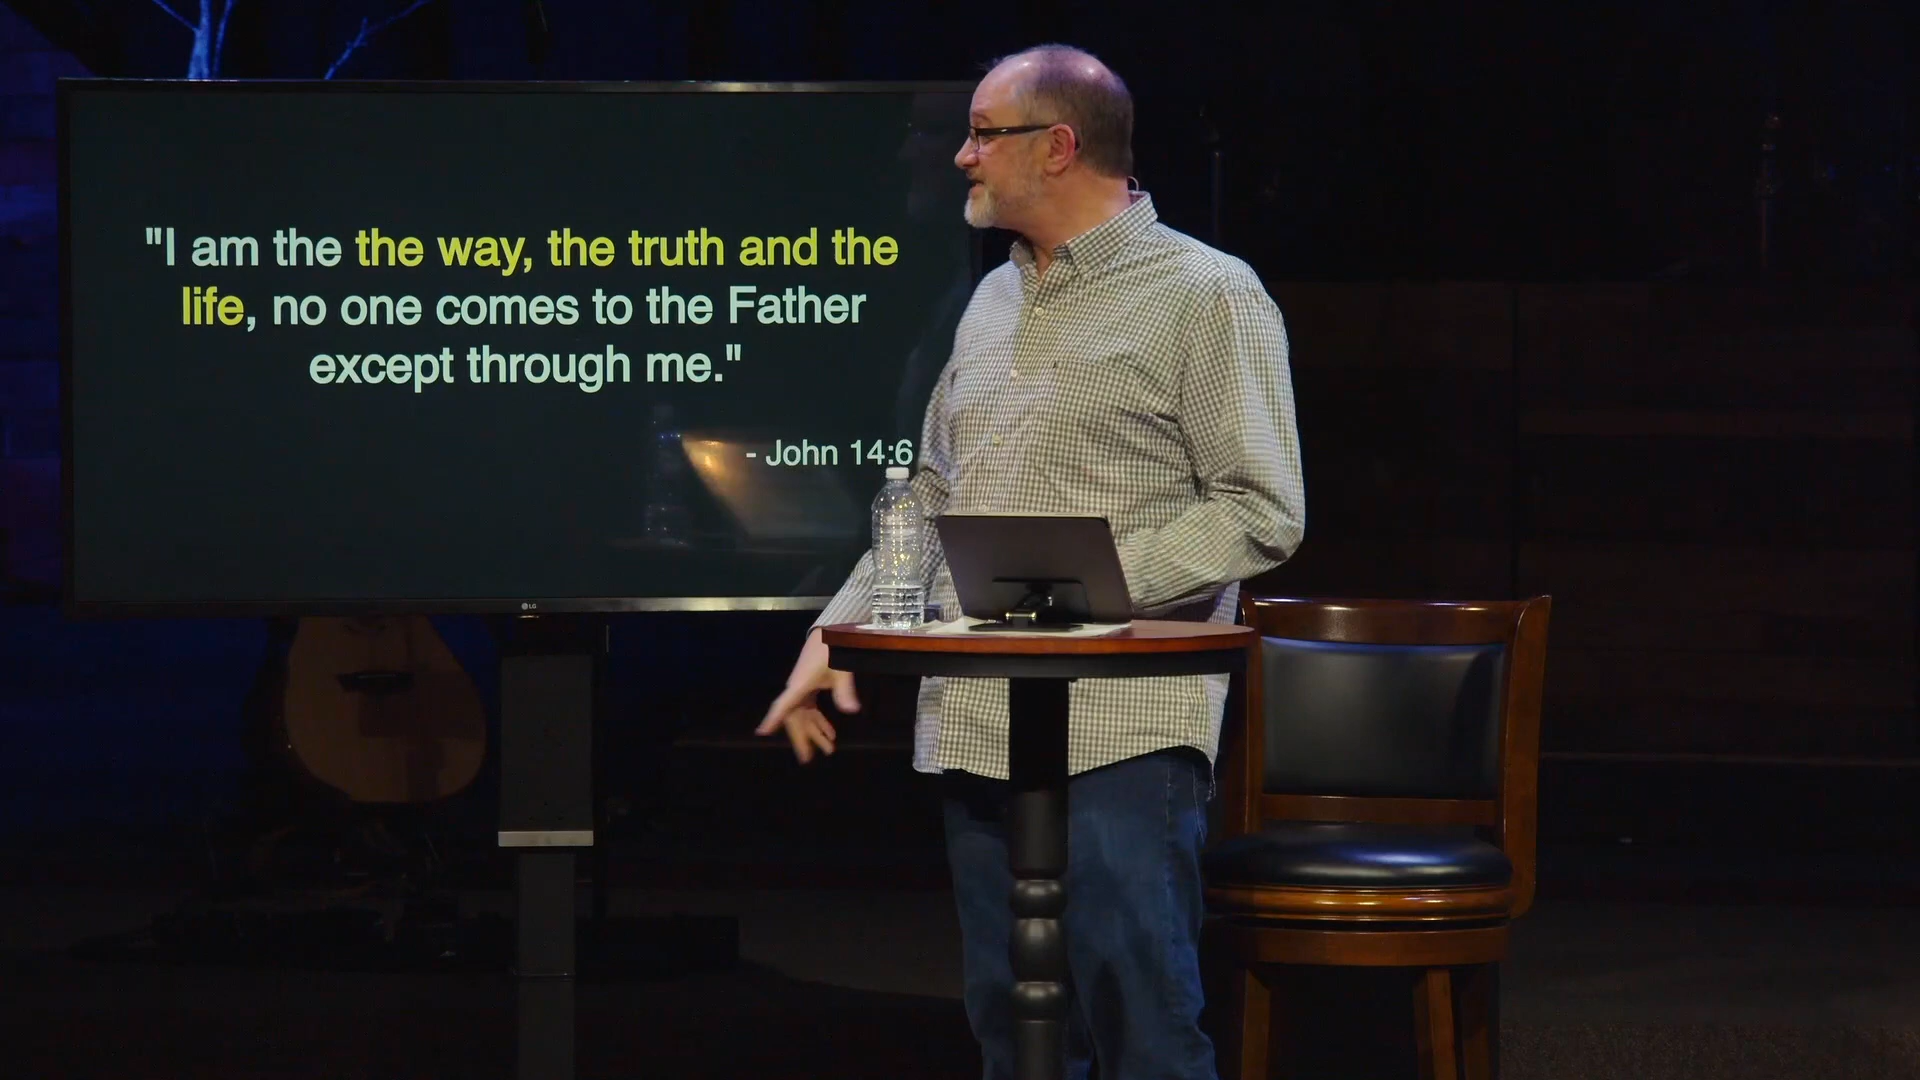 "I am the the way, the truth and the
life, no one comes to the Father
except through me."
- John 14:6
LG